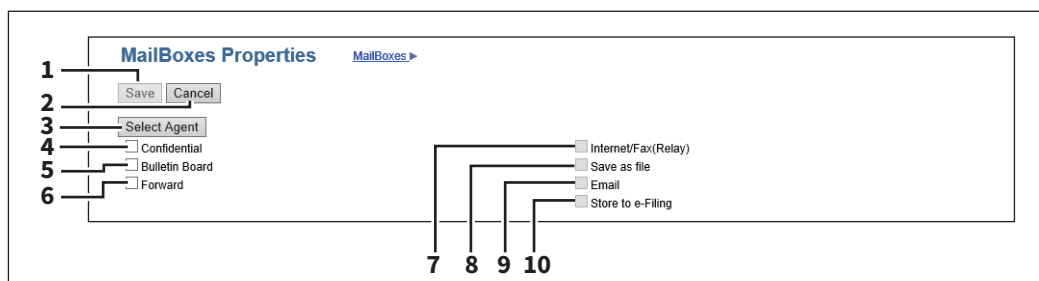 MailBoxes Properties MailBoxes ▶
1
Save Cancel
2
3 Select Agent
4 Confidential Internet/Fax(Relay)
5 Bulletin Board Save as file
6 Forward Email
Store to e-Filing
7 8 9 10